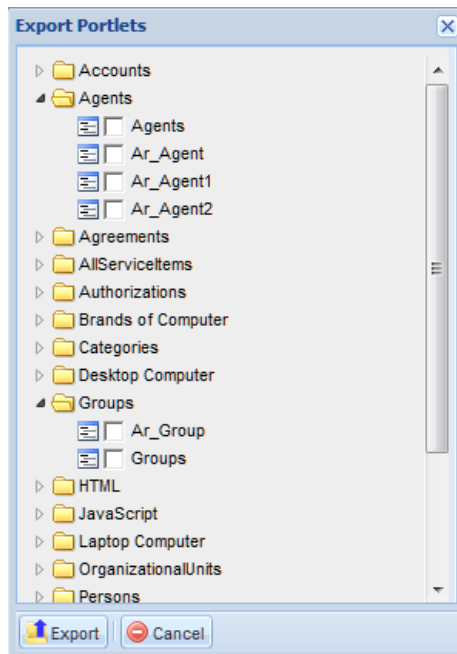 Export Portlets
Accounts
Agents
Agents
Ar_Agent
Ar_Agent1
Ar_Agent2
Agreements
AllServiceItems
Authorizations
Brands of Computer
Categories
Desktop Computer
Groups
Ar_Group
Groups
HTML
JavaScript
Laptop Computer
OrganizationalUnits
Persons
Export Cancel